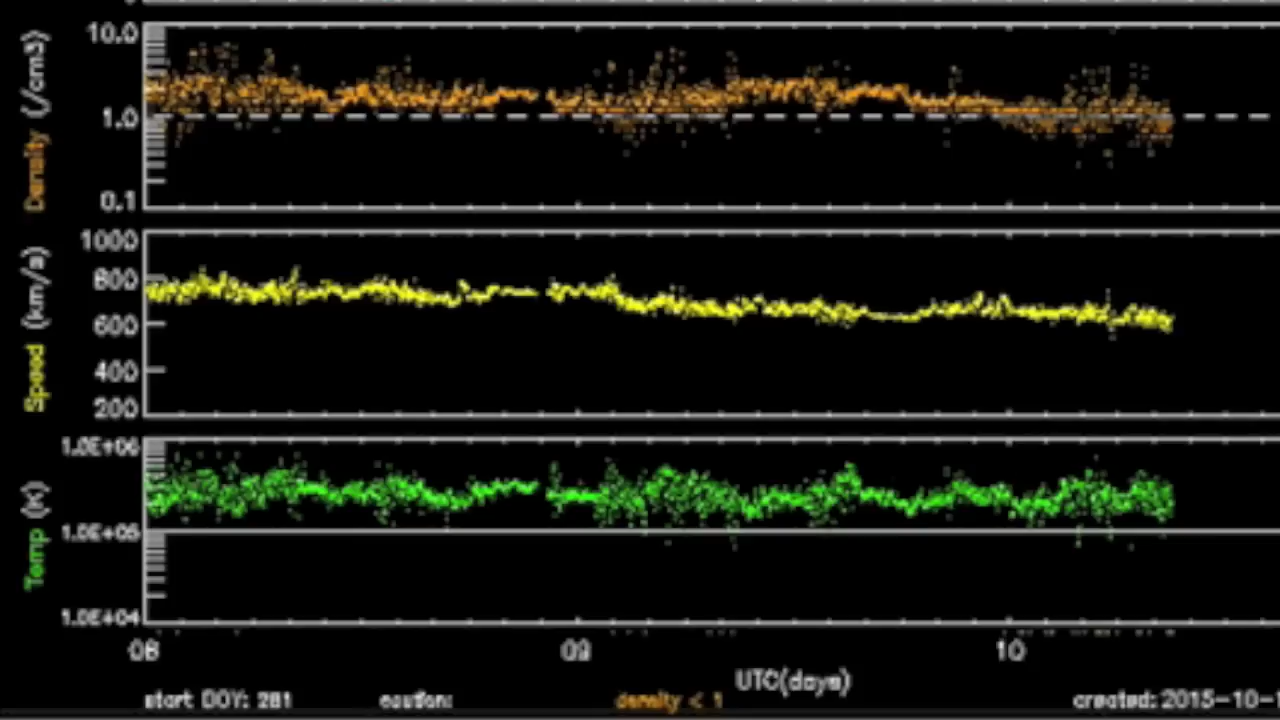 10.0
1.0
0.1
Density (/cm3)
1000
800
600
400
200
Speed (km/s)
1.0E+06
1.0E+05
1.0E+04
Temp (K)
08 09 10
UTC(days)
start DOY: 281 caution: density < 1 created: 2015-10-1